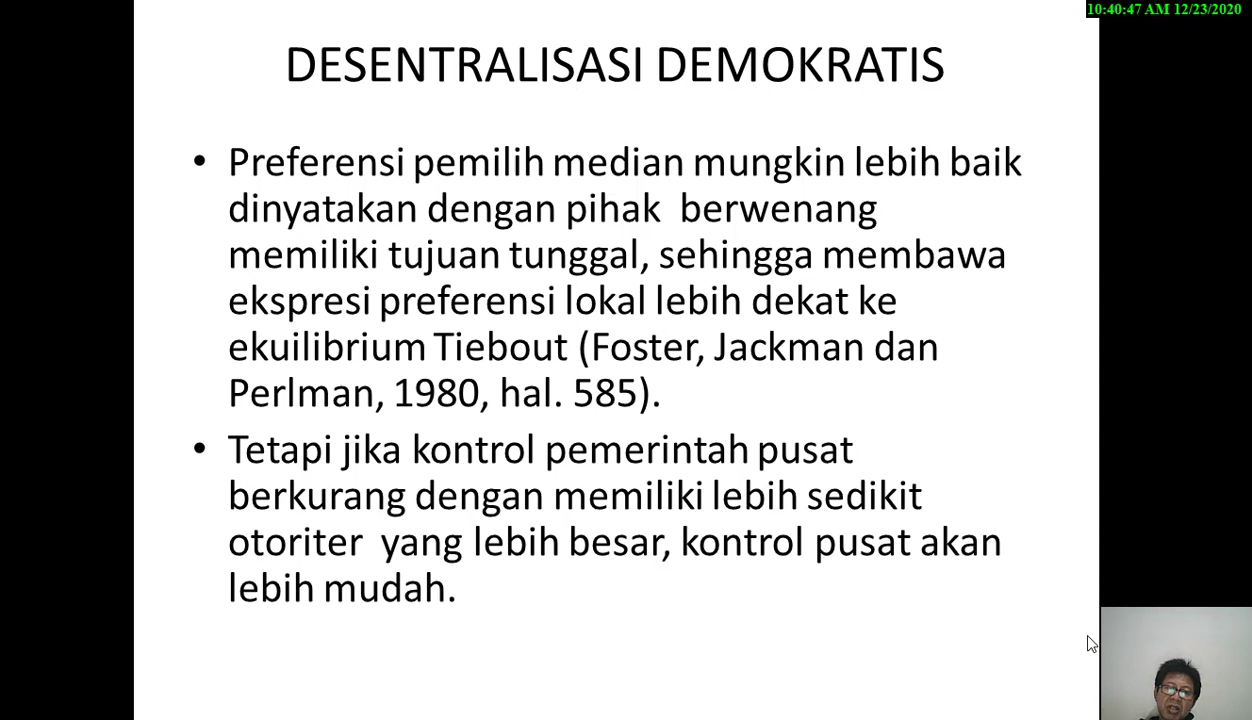 10:40:47 AM 12/23/2020
DESENTRALISASI DEMOKRATIS
• Preferensi pemilih median mungkin lebih baik
dinyatakan dengan pihak berwenang
memiliki tujuan tunggal, sehingga membawa
ekspresi preferensi lokal lebih dekat ke
ekuilibrium Tiebout (Foster, Jackman dan
Perlman, 1980, hal. 585).
• Tetapi jika kontrol pemerintah pusat
berkurang dengan memiliki lebih sedikit
otoriter yang lebih besar, kontrol pusat akan
lebih mudah.